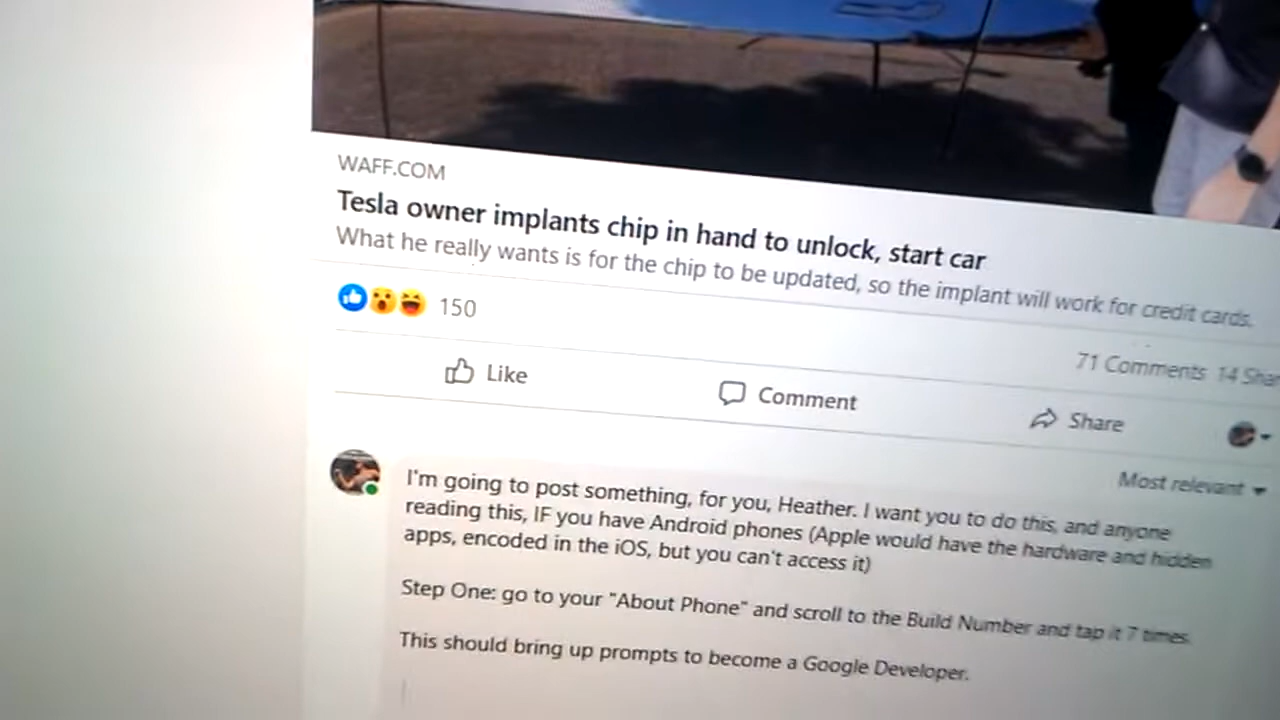 WAFF.COM
Tesla owner implants chip in hand to unlock, start car
What he really wants is for the chip to be updated, so the implant will work for credit cards.
150
71 Comments 14 Shar
Like Comment Share
Most relevant
I'm going to post something, for you, Heather. I want you to do this, and anyone
reading this, IF you have Android phones (Apple would have the hardware and hidden
apps, encoded in the iOS, but you can't access it)
Step One: go to your "About Phone" and scroll to the Build Number and tap it 7 times.
This should bring up prompts to become a Google Developer.